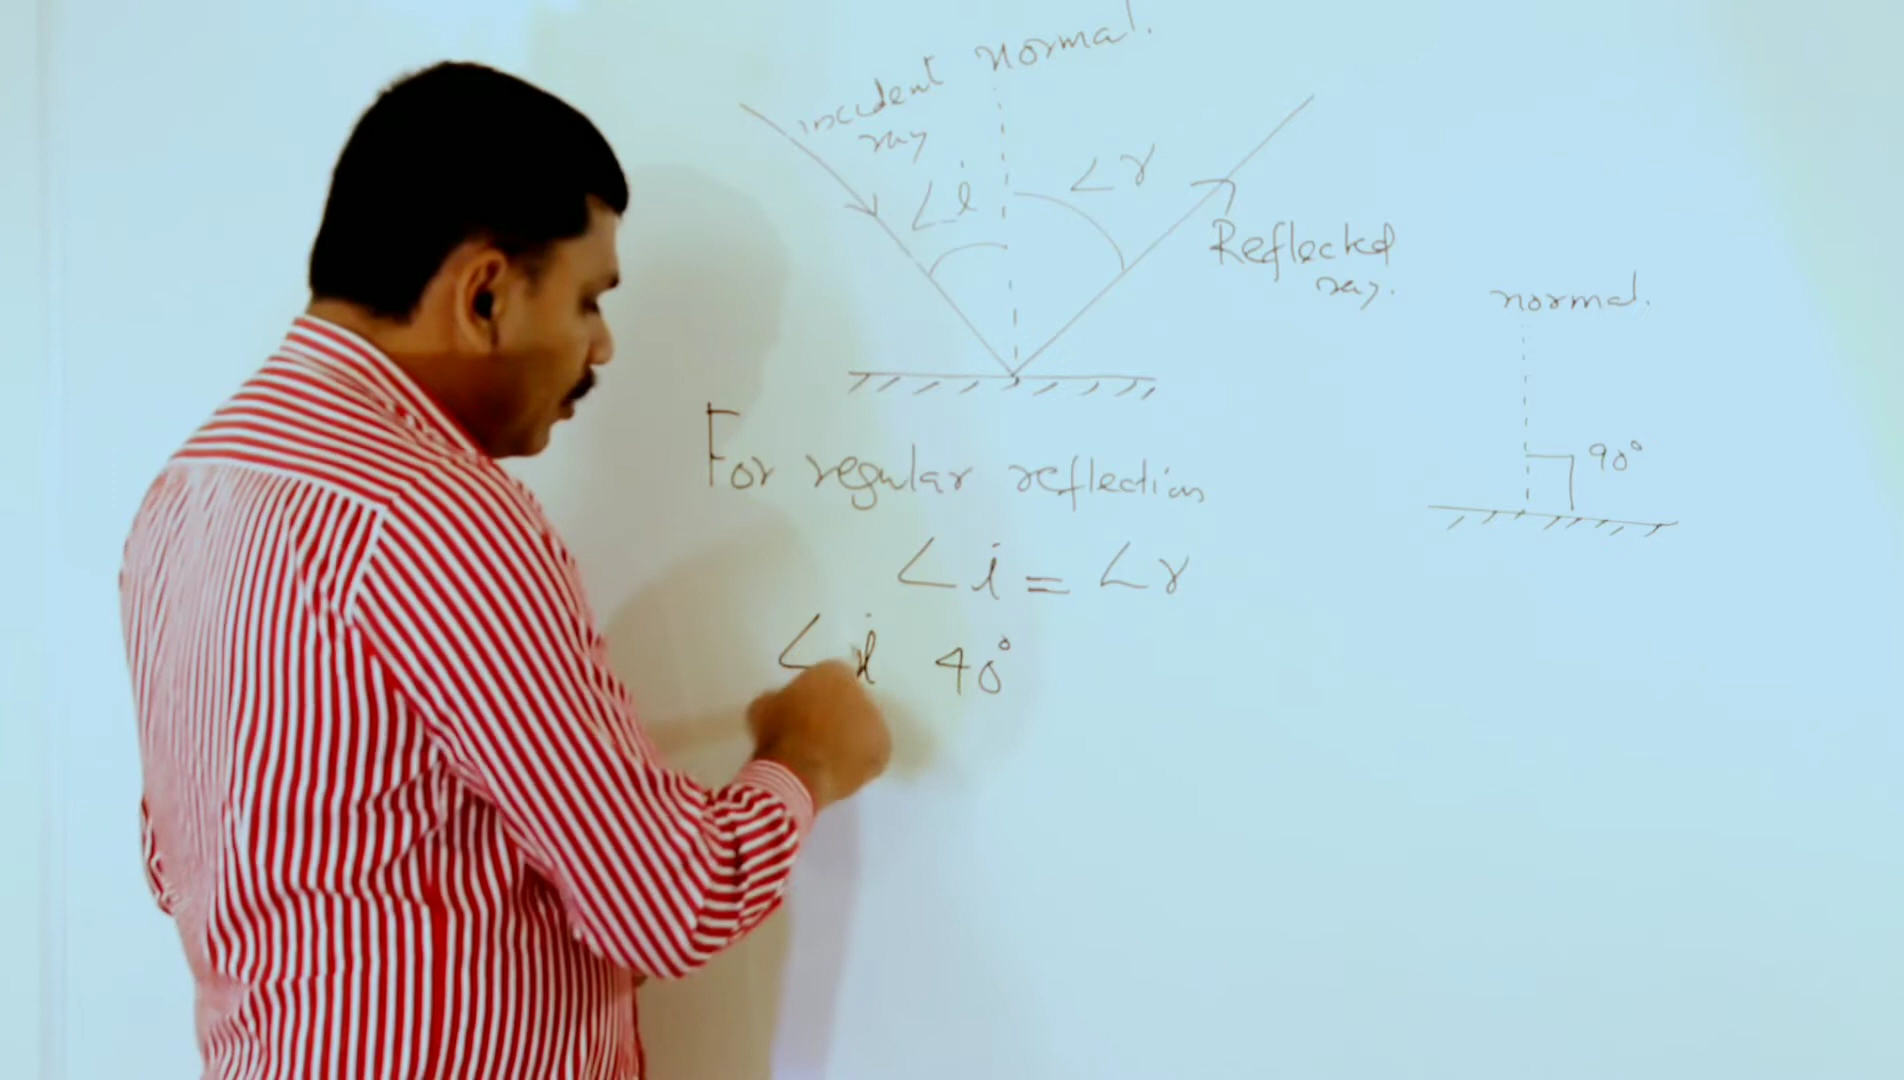 normal.
incident
ray
∠i
∠r
Reflected
ray.
normal.
90°
For regular reflection
∠i = ∠r
∠i 40°